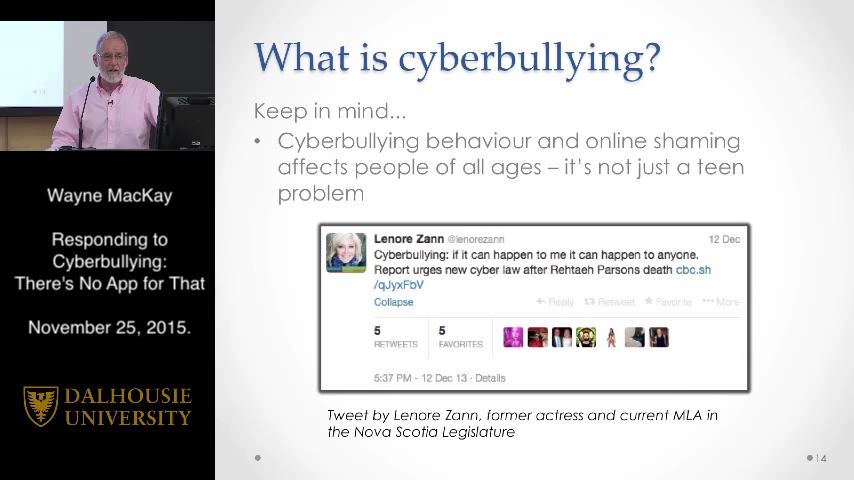 Wayne MacKay
Responding to
Cyberbullying:
There's No App for That
November 25, 2015.
DALHOUSIE
UNIVERSITY
What is cyberbullying?
Keep in mind...
• Cyberbullying behaviour and online shaming
affects people of all ages – it's not just a teen
problem
Lenore Zann @lenorezann 12 Dec
Cyberbullying: if it can happen to me it can happen to anyone.
Report urges new cyber law after Rehtaeh Parsons death cbc.sh
/qJyxFbV
Collapse Reply Retweet Favorite More
5 5
RETWEETS FAVORITES
5:37 PM - 12 Dec 13 · Details
Tweet by Lenore Zann, former actress and current MLA in
the Nova Scotia Legislature
14